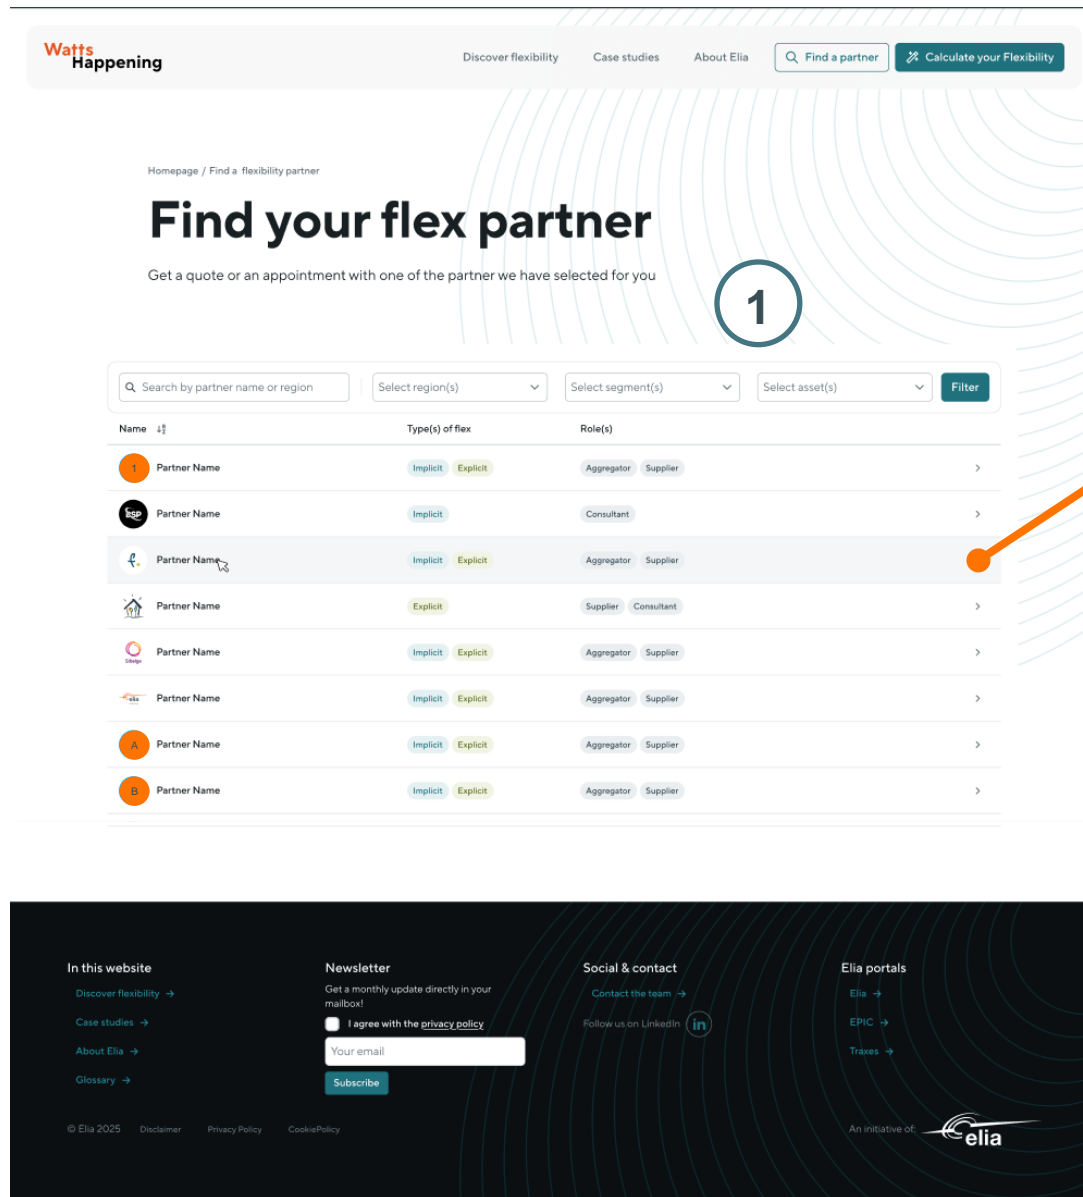 Watts
Happening
Discover flexibility
Case studies
About Elia
Find a partner
Calculate your Flexibility
Homepage / Find a flexibility partner
Find your flex partner
Get a quote or an appointment with one of the partner we have selected for you
1
Search by partner name or region
Select region(s)
Select segment(s)
Select asset(s)
Filter
Name
Type(s) of flex
Role(s)
1 Partner Name Implicit Explicit Aggregator Supplier
ESP Partner Name Implicit Consultant
f. Partner Name Implicit Explicit Aggregator Supplier
Partner Name Explicit Supplier Consultant
Sibelga Partner Name Implicit Explicit Aggregator Supplier
elia Partner Name Implicit Explicit Aggregator Supplier
A Partner Name Implicit Explicit Aggregator Supplier
B Partner Name Implicit Explicit Aggregator Supplier
In this website
Discover flexibility →
Case studies →
About Elia →
Glossary →
Newsletter
Get a monthly update directly in your
mailbox!
I agree with the privacy policy
Your email
Subscribe
Social & contact
Contact the team →
Follow us on LinkedIn in
Elia portals
Elia →
EPIC →
Traxes →
© Elia 2025 Disclaimer Privacy Policy CookiePolicy
An initiative of: elia